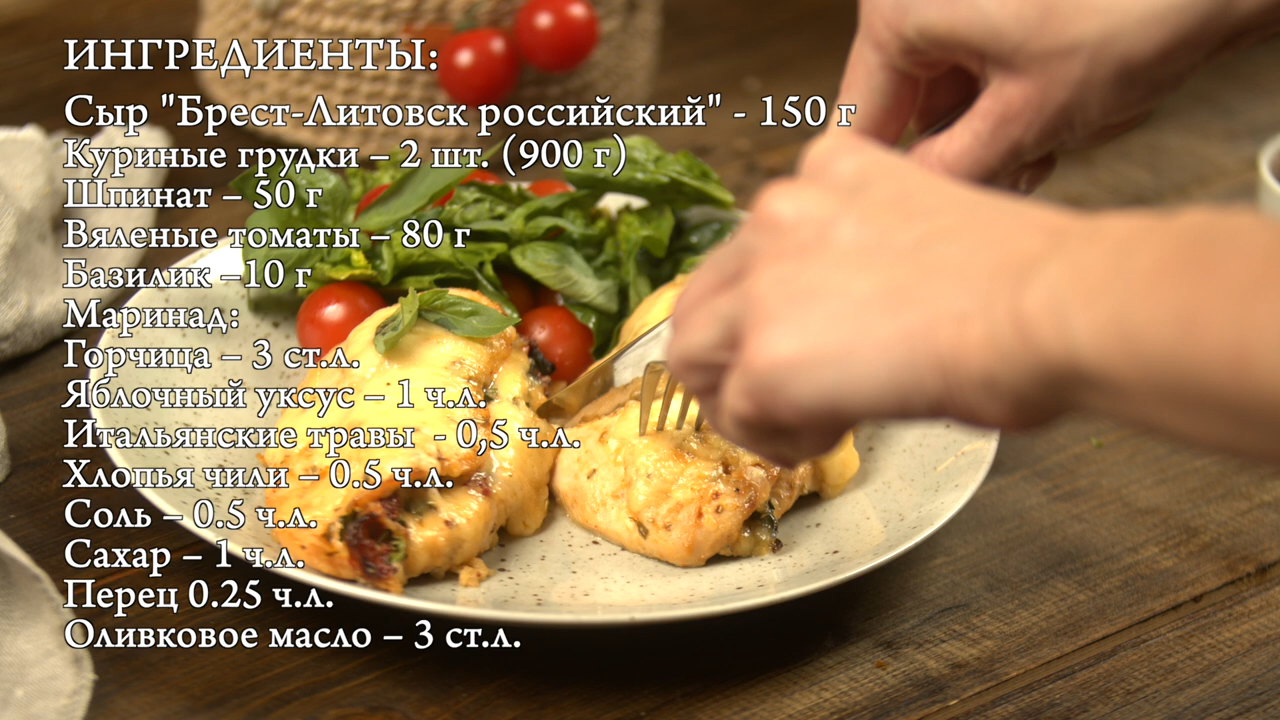 ИНГРЕДИЕНТЫ:
Сыр "Брест-Литовск российский" - 150 г
Куриные грудки – 2 шт. (900 г)
Шпинат – 50 г
Вяленые томаты – 80 г
Базилик –10 г
Маринад:
Горчица – 3 ст.л.
Яблочный уксус – 1 ч.л.
Итальянские травы  - 0,5 ч.л.
Хлопья чили – 0.5 ч.л.
Соль – 0.5 ч.л.
Сахар – 1 ч.л.
Перец 0.25 ч.л.
Оливковое масло – 3 ст.л.